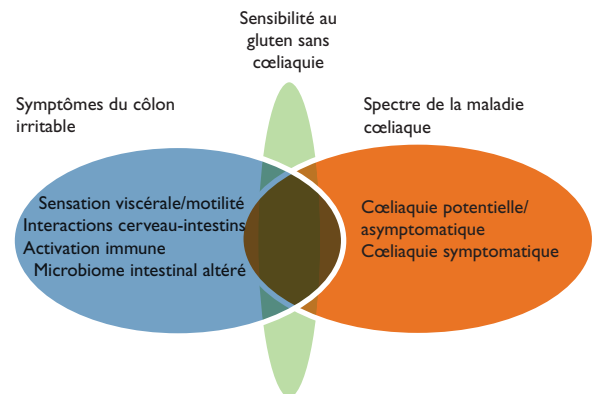 Sensibilité au
gluten sans
cœliaquie
Symptômes du côlon
irritable
Spectre de la maladie
cœliaque
Sensation viscérale/motilité
Interactions cerveau-intestins
Activation immune
Microbiome intestinal altéré
Cœliaquie potentielle/
asymptomatique
Cœliaquie symptomatique